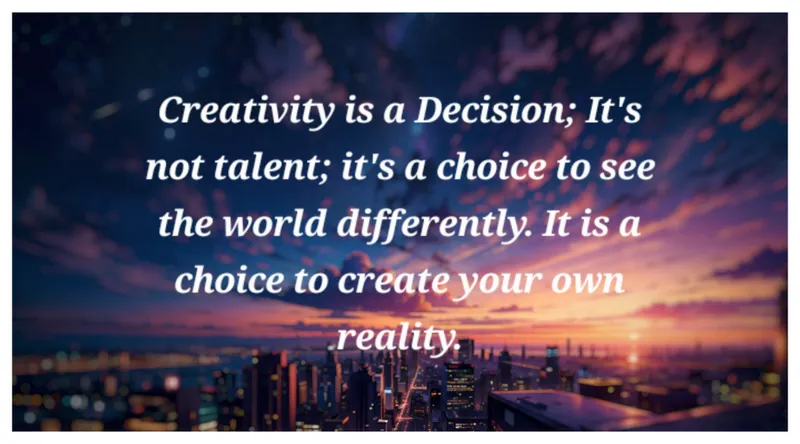 Creativity is a Decision; It's
not talent; it's a choice to see
the world differently. It is a
choice to create your own
reality.